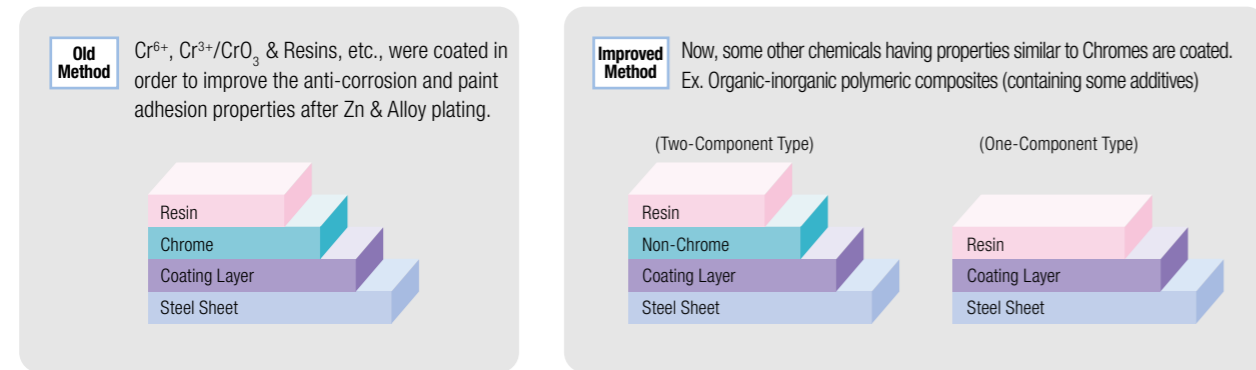 Old
Method
Cr⁶⁺, Cr³⁺/CrO₃ & Resins, etc., were coated in
order to improve the anti-corrosion and paint
adhesion properties after Zn & Alloy plating.
Resin
Chrome
Coating Layer
Steel Sheet
Improved
Method
Now, some other chemicals having properties similar to Chromes are coated.
Ex. Organic-inorganic polymeric composites (containing some additives)
(Two-Component Type)
Resin
Non-Chrome
Coating Layer
Steel Sheet
(One-Component Type)
Resin
Coating Layer
Steel Sheet